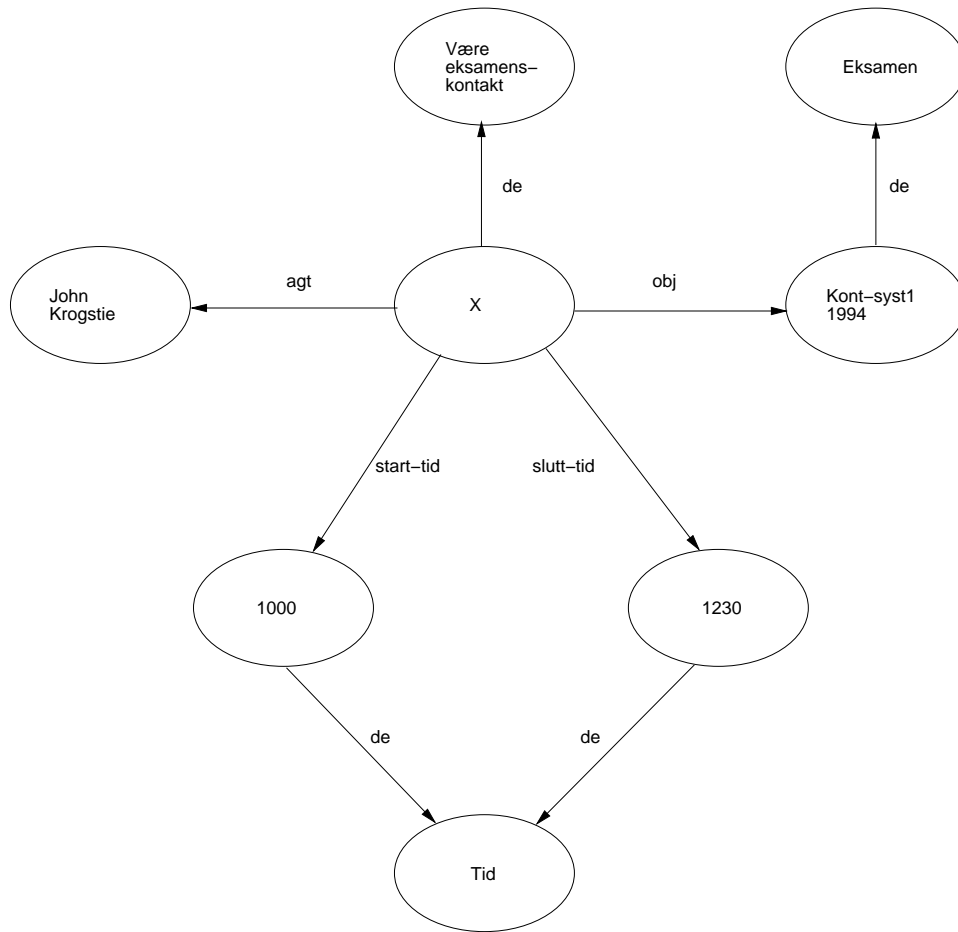 Være
eksamens–
kontakt
Eksamen
de
de
John
Krogstie
agt
X
obj
Kont–syst1
1994
start–tid
slutt–tid
1000
1230
de
de
Tid